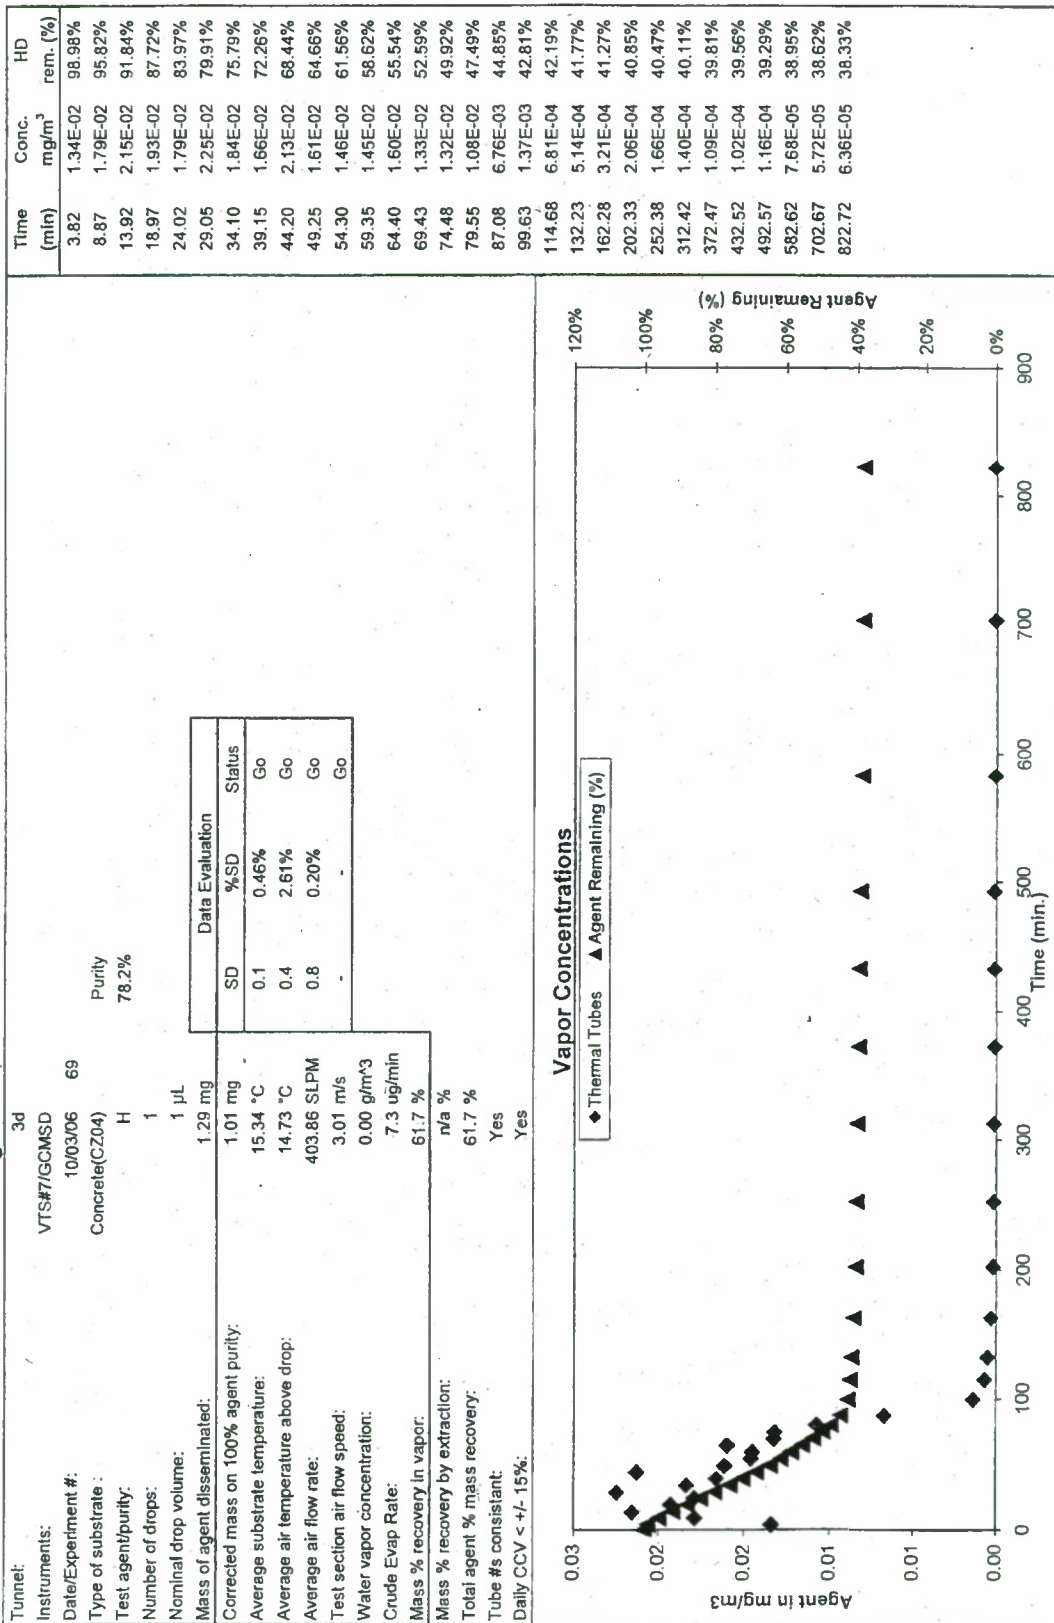 Tunnel: 3d
Instruments: VTS#7/GCMSD
Date/Experiment #: 10/03/06 69
Type of substrate : Concrete(CZ04) Purity
Test agent/purity: H 78.2%
Number of drops: 1
Nominal drop volume: 1 µL
Mass of agent disseminated: 1.29 mg Data Evaluation
Corrected mass on 100% agent purity: 1.01 mg SD %SD Status
Average substrate temperature: 15.34 °C 0.1 0.46% Go
Average air temperature above drop: 14.73 °C 0.4 2.61% Go
Average air flow rate: 403.86 SLPM 0.8 0.20% Go
Test section air flow speed: 3.01 m/s - - Go
Water vapor concentration: 0.00 g/m^3
Crude Evap Rate: 7.3 ug/min
Mass % recovery in vapor: 61.7 %
Mass % recovery by extraction: n/a %
Total agent % mass recovery: 61.7 %
Tube #s consistant: Yes
Daily CCV < +/- 15%: Yes
Time Conc. HD
(min) mg/m³ rem. (%)
3.82 1.34E-02 98.98%
8.87 1.79E-02 95.82%
13.92 2.15E-02 91.84%
18.97 1.93E-02 87.72%
24.02 1.79E-02 83.97%
29.05 2.25E-02 79.91%
34.10 1.84E-02 75.79%
39.15 1.66E-02 72.26%
44.20 2.13E-02 68.44%
49.25 1.61E-02 64.66%
54.30 1.46E-02 61.56%
59.35 1.45E-02 58.62%
64.40 1.60E-02 55.54%
69.43 1.33E-02 52.59%
74.48 1.32E-02 49.92%
79.55 1.08E-02 47.49%
87.08 6.76E-03 44.85%
99.63 1.37E-03 42.81%
114.68 6.81E-04 42.19%
132.23 5.14E-04 41.77%
162.28 3.21E-04 41.27%
202.33 2.06E-04 40.85%
252.38 1.66E-04 40.47%
312.42 1.40E-04 40.11%
372.47 1.09E-04 39.81%
432.52 1.02E-04 39.56%
492.57 1.16E-04 39.29%
582.62 7.68E-05 38.95%
702.67 5.72E-05 38.62%
822.72 6.36E-05 38.33%
Vapor Concentrations
Thermal Tubes Agent Remaining (%)
Agent in mg/m3
0.03
0.02
0.02
0.01
0.01
0.00
0 100 200 300 400 500 600 700 800 900
Time (min.)
120%
100%
80%
60%
40%
20%
0%
Agent Remaining (%)